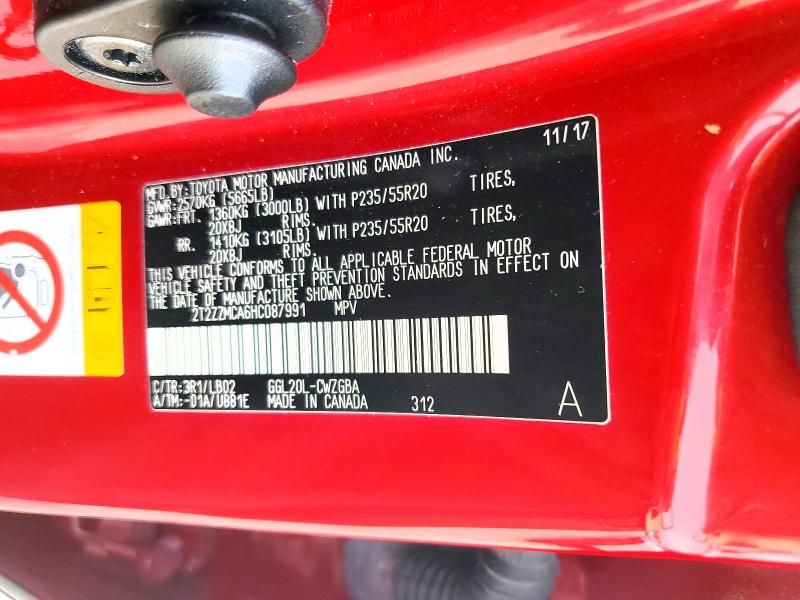 11/17
MFD.BY:TOYOTA MOTOR MANUFACTURING CANADA INC.
GVWR:2570KG (5665LB)
GAWR:FRT. 1360KG (3000LB) WITH P235/55R20 TIRES,
20X8J RIMS
RR. 1410KG (3105LB) WITH P235/55R20 TIRES,
20X8J RIMS
THIS VEHICLE CONFORMS TO ALL APPLICABLE FEDERAL MOTOR
VEHICLE SAFETY AND THEFT PREVENTION STANDARDS IN EFFECT ON
THE DATE OF MANUFACTURE SHOWN ABOVE.
2T2ZZMCA6HC087991 MPV
C/TR:3R1/LB02 GGL20L-CWZGBA
A/TM:-01A/UB81E MADE IN CANADA 312 A